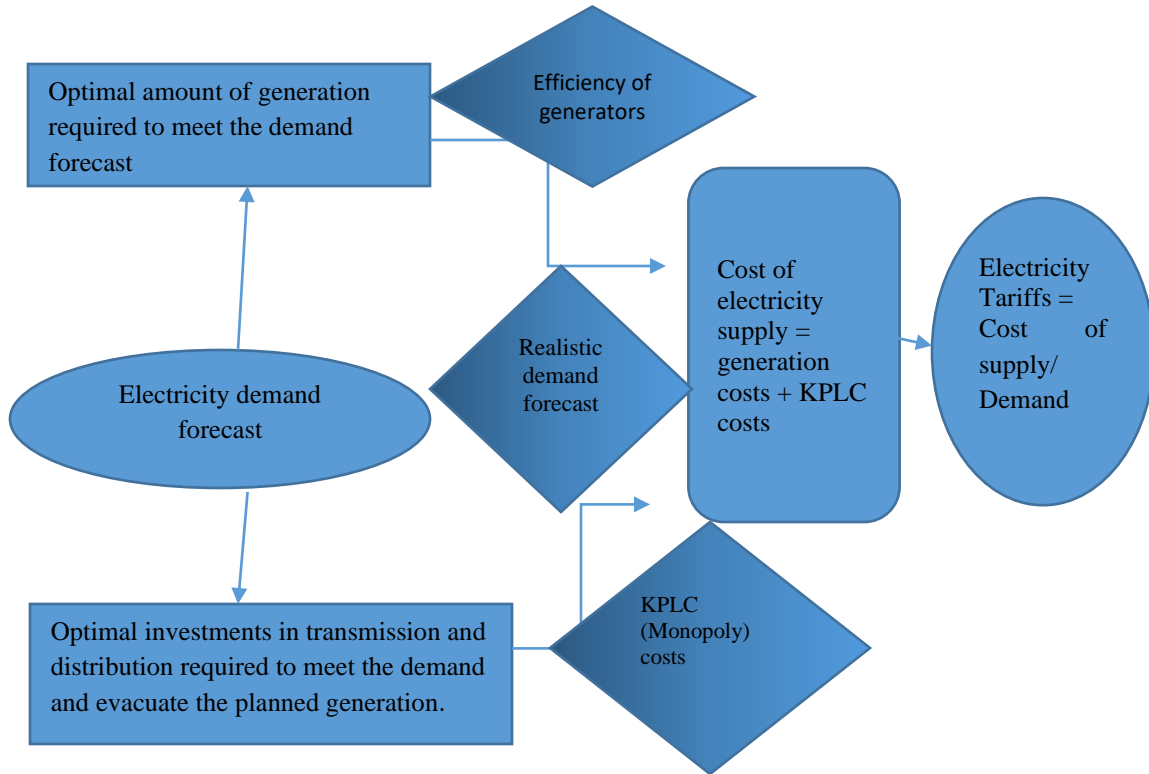 Optimal amount of generation
required to meet the demand
forecast
Efficiency of
generators
Electricity demand
forecast
Realistic
demand
forecast
Cost of
electricity
supply =
generation
costs + KPLC
costs
Electricity
Tariffs =
Cost of
supply/
Demand
Optimal investments in transmission and
distribution required to meet the demand
and evacuate the planned generation.
KPLC
(Monopoly)
costs